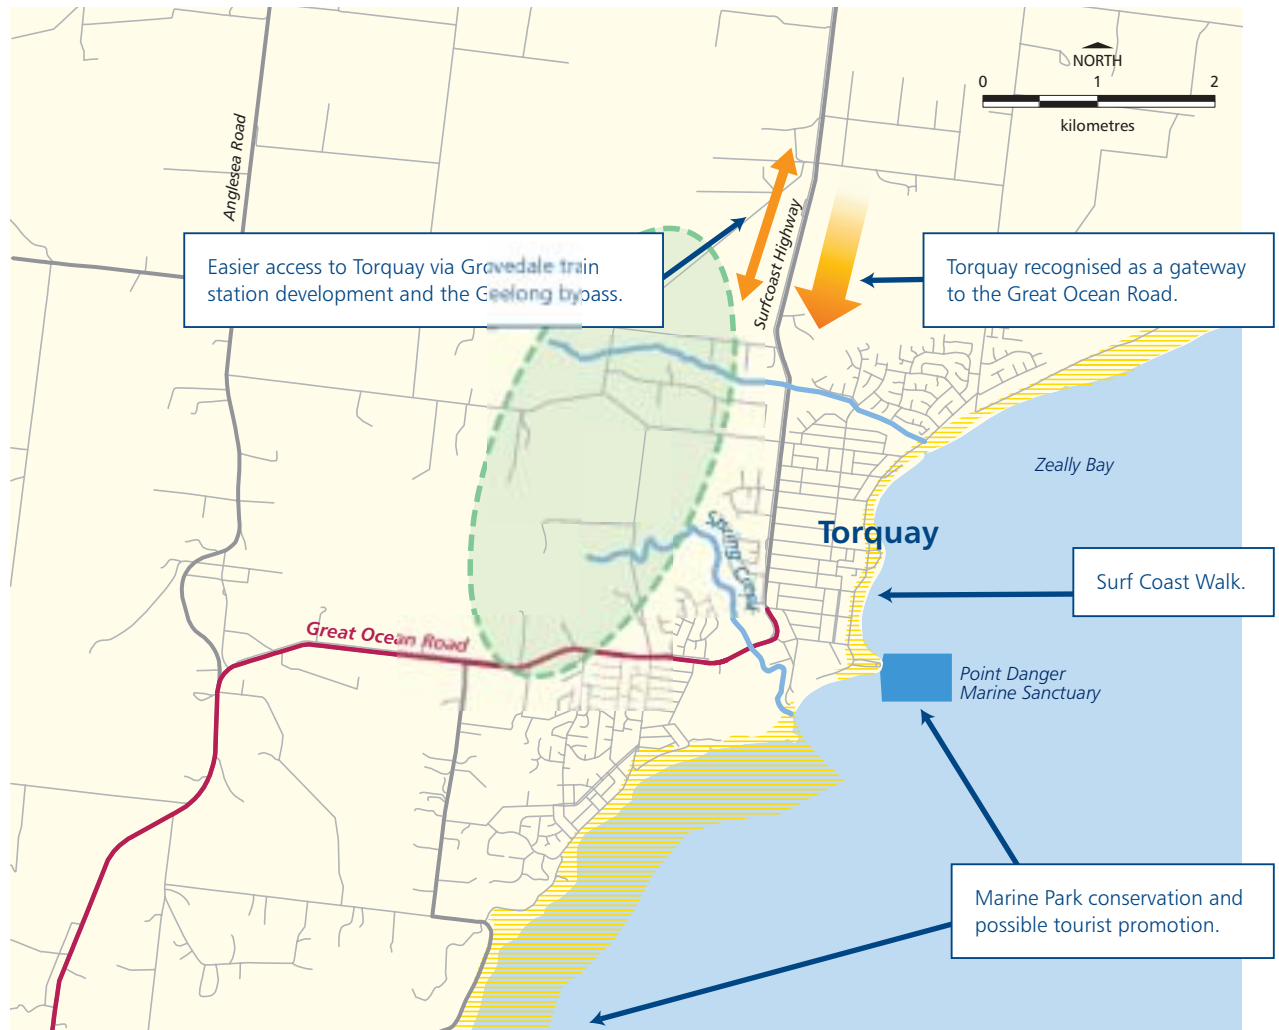 NORTH
0 1 2
kilometres
Anglesea Road
Surfcoast Highway
Easier access to Torquay via Grovedale train
station development and the Geelong bypass.
Torquay recognised as a gateway
to the Great Ocean Road.
Zeally Bay
Spring Creek
Torquay
Surf Coast Walk.
Great Ocean Road
Point Danger
Marine Sanctuary
Marine Park conservation and
possible tourist promotion.